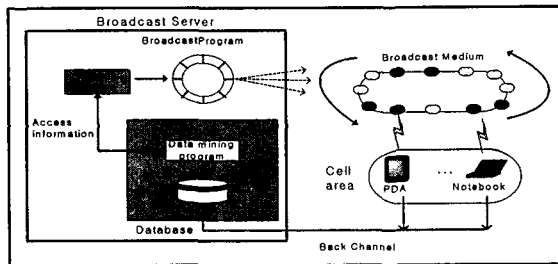 Broadcast Server
BroadcastProgram
Broadcast Medium
Access
information
Data mining
program
Cell
area
PDA
...
Notebook
Database
Back Channel